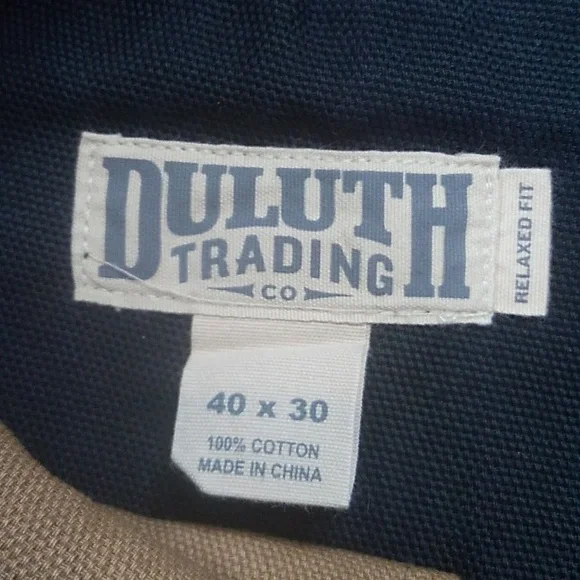 DULUTH
TRADING
CO
RELAXED FIT
40 x 30
100% COTTON
MADE IN CHINA